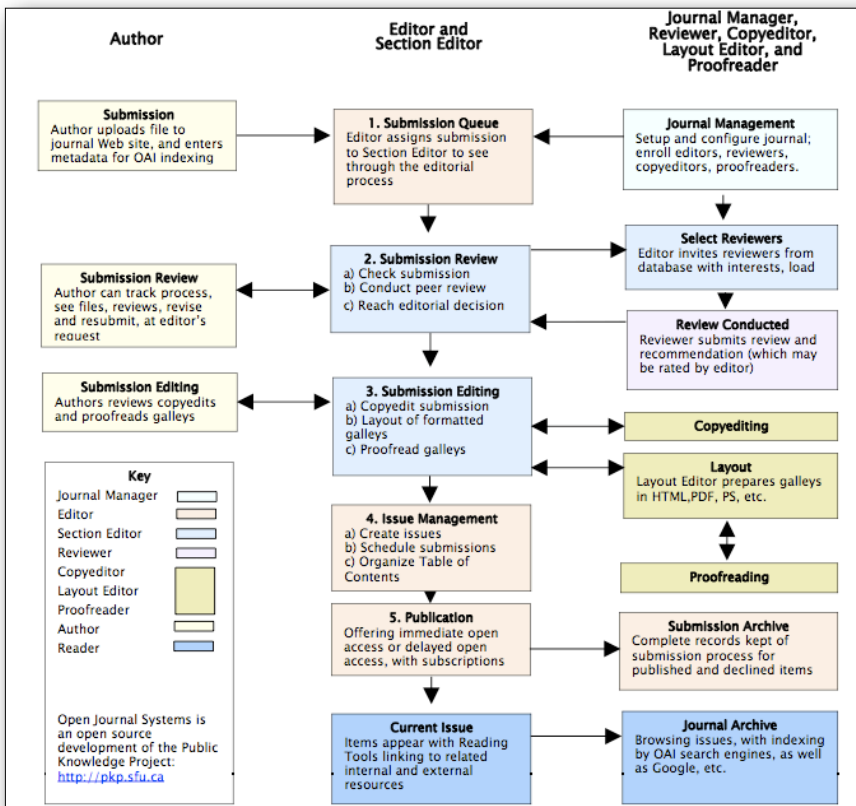 Author
Editor and
Section Editor
Journal Manager,
Reviewer, Copyeditor,
Layout Editor, and
Proofreader
Submission
Author uploads file to
journal Web site, and enters
metadata for OAI indexing
1. Submission Queue
Editor assigns submission
to Section Editor to see
through the editorial
process
Journal Management
Setup and configure journal;
enroll editors, reviewers,
copyeditors, proofreaders.
Submission Review
Author can track process,
see files, reviews, revise
and resubmit, at editor's
request
2. Submission Review
a) Check submission
b) Conduct peer review
c) Reach editorial decision
Select Reviewers
Editor invites reviewers from
database with interests, load
Review Conducted
Reviewer submits review and
recommendation (which may
be rated by editor)
Submission Editing
Authors reviews copyedits
and proofreads galleys
3. Submission Editing
a) Copyedit submission
b) Layout of formatted
galleys
c) Proofread galleys
Copyediting
Layout
Layout Editor prepares galleys
in HTML,PDF, PS, etc.
Proofreading
Key
Journal Manager
Editor
Section Editor
Reviewer
Copyeditor
Layout Editor
Proofreader
Author
Reader
Open Journal Systems is
an open source
development of the Public
Knowledge Project:
http://pkp.sfu.ca
4. Issue Management
a) Create issues
b) Schedule submissions
c) Organize Table of
Contents
5. Publication
Offering immediate open
access or delayed open
access, with subscriptions
Submission Archive
Complete records kept of
submission process for
published and declined items
Current Issue
Items appear with Reading
Tools linking to related
internal and external
resources
Journal Archive
Browsing issues, with indexing
by OAI search engines, as well
as Google, etc.